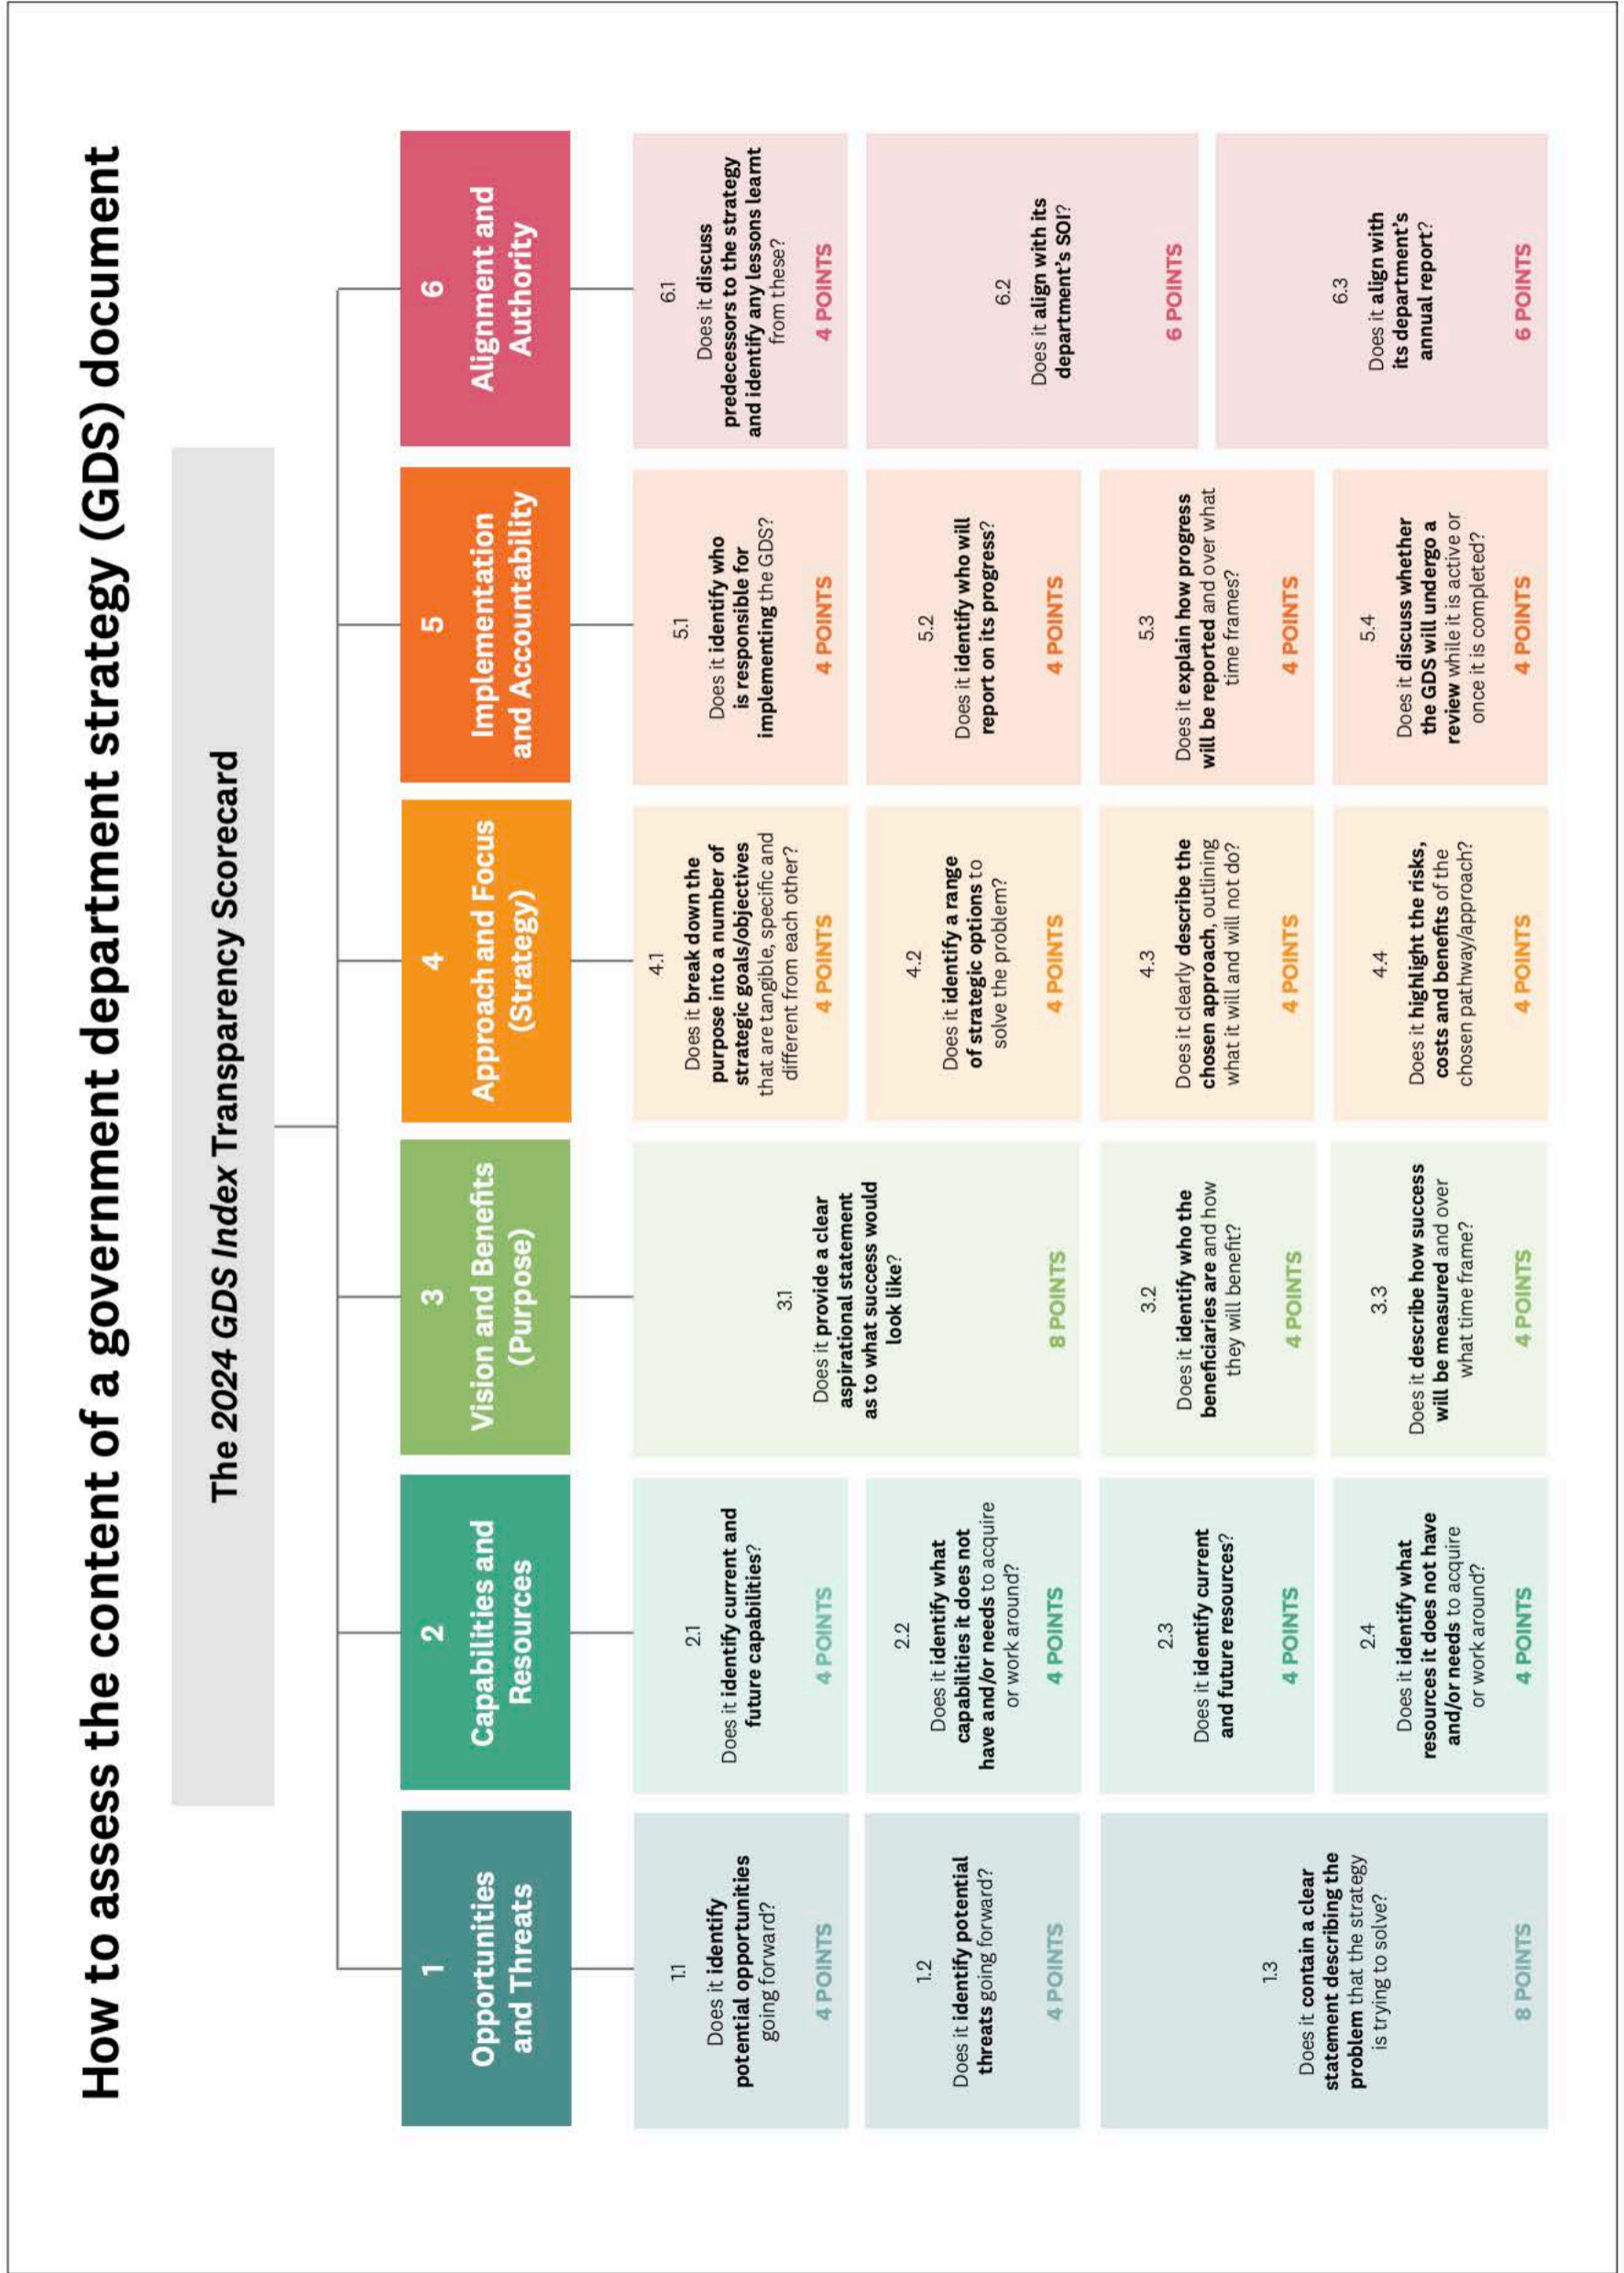 How to assess the content of a government department strategy (GDS) document
The 2024 GDS Index Transparency Scorecard
1
Opportunities
and Threats
1.1
Does it identify
potential opportunities
going forward?
4 POINTS
1.2
Does it identify potential
threats going forward?
4 POINTS
1.3
Does it contain a clear
statement describing the
problem that the strategy
is trying to solve?
8 POINTS
2
Capabilities and
Resources
2.1
Does it identify current and
future capabilities?
4 POINTS
2.2
Does it identify what
capabilities it does not
have and/or needs to acquire
or work around?
4 POINTS
2.3
Does it identify current
and future resources?
4 POINTS
2.4
Does it identify what
resources it does not have
and/or needs to acquire
or work around?
4 POINTS
3
Vision and Benefits
(Purpose)
3.1
Does it provide a clear
aspirational statement
as to what success would
look like?
8 POINTS
3.2
Does it identify who the
beneficiaries are and how
they will benefit?
4 POINTS
3.3
Does it describe how success
will be measured and over
what time frame?
4 POINTS
4
Approach and Focus
(Strategy)
4.1
Does it break down the
purpose into a number of
strategic goals/objectives
that are tangible, specific and
different from each other?
4 POINTS
4.2
Does it identify a range
of strategic options to
solve the problem?
4 POINTS
4.3
Does it clearly describe the
chosen approach, outlining
what it will and will not do?
4 POINTS
4.4
Does it highlight the risks,
costs and benefits of the
chosen pathway/approach?
4 POINTS
5
Implementation
and Accountability
5.1
Does it identify who
is responsible for
implementing the GDS?
4 POINTS
5.2
Does it identify who will
report on its progress?
4 POINTS
5.3
Does it explain how progress
will be reported and over what
time frames?
4 POINTS
5.4
Does it discuss whether
the GDS will undergo a
review while it is active or
once it is completed?
4 POINTS
6
Alignment and
Authority
6.1
Does it discuss
predecessors to the strategy
and identify any lessons learnt
from these?
4 POINTS
6.2
Does it align with its
department's SOI?
6 POINTS
6.3
Does it align with
its department's
annual report?
6 POINTS